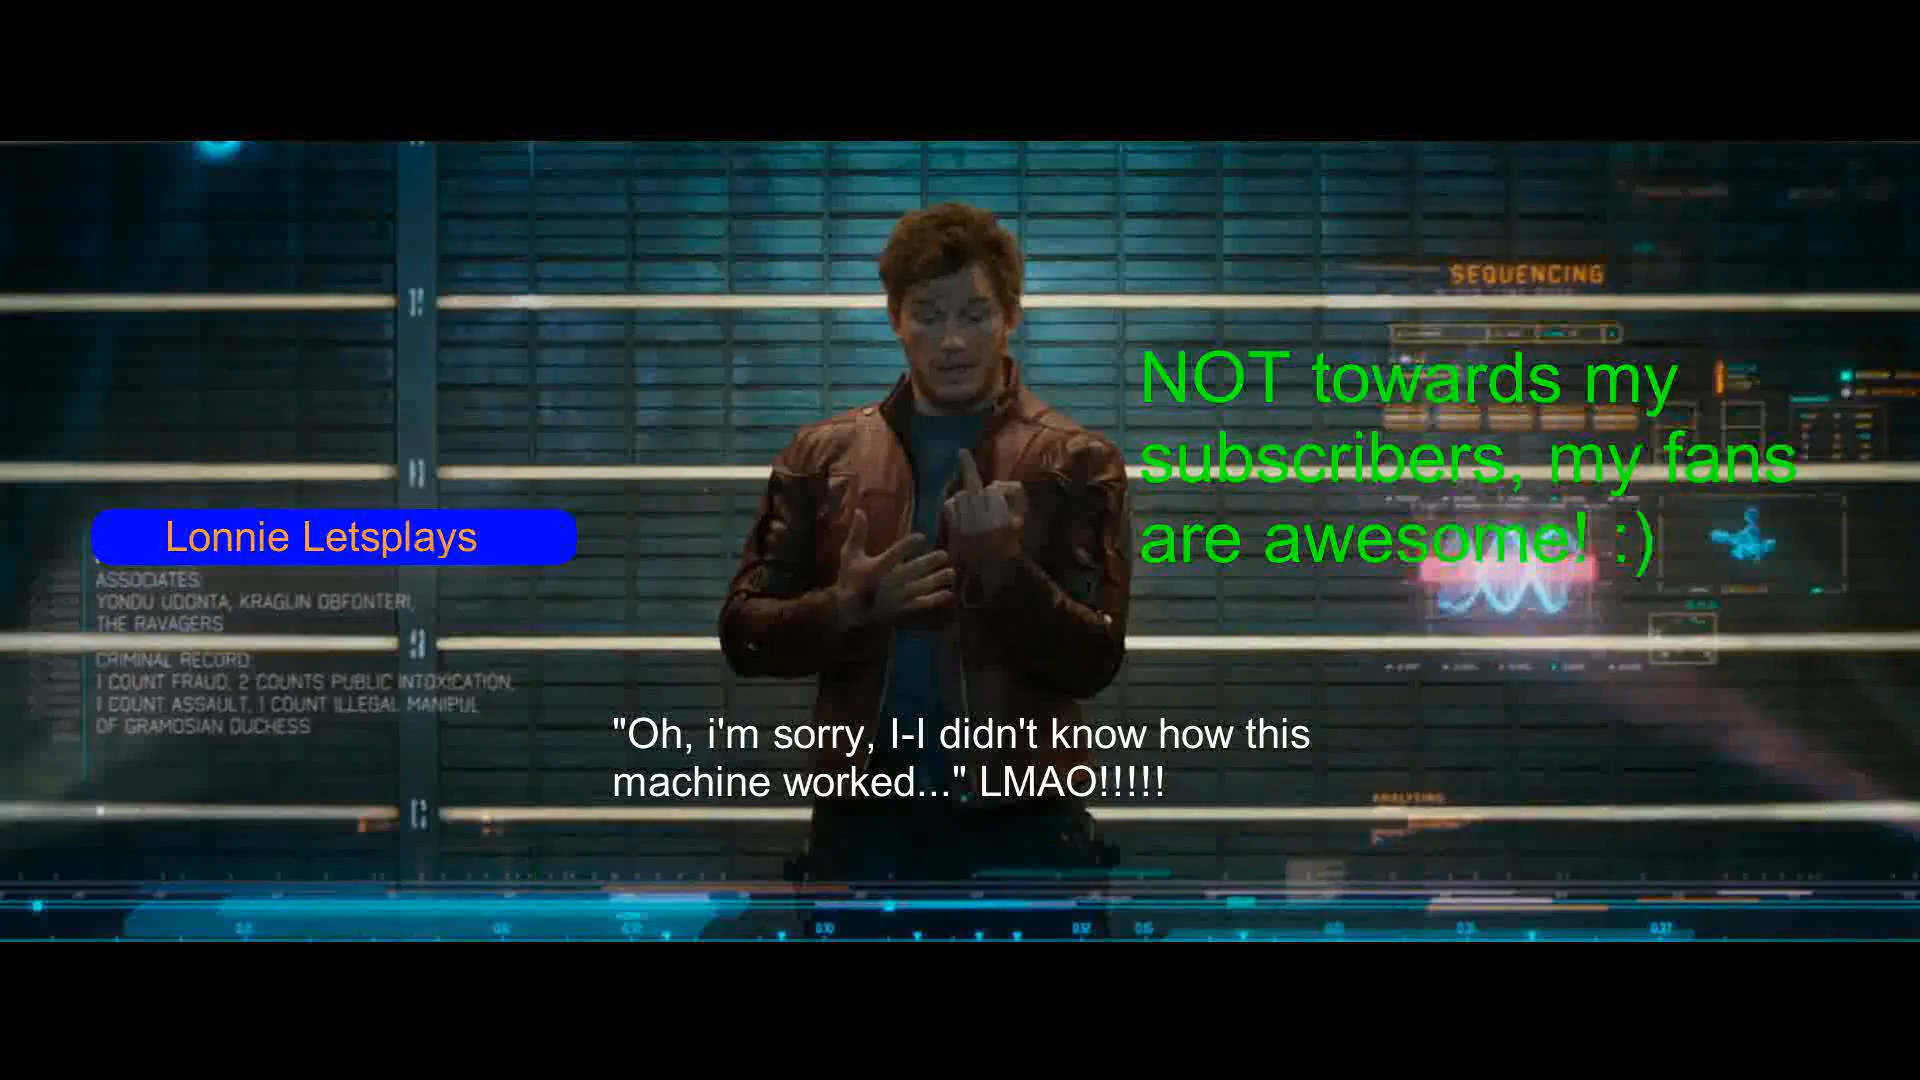 SEQUENCING
NOT towards my
subscribers, my fans
are awesome! :)
Lonnie Letsplays
ASSOCIATES:
YONDU UDONTA, KRAGLIN OBFONTERI,
THE RAVAGERS
CRIMINAL RECORD:
1 COUNT FRAUD, 2 COUNTS PUBLIC INTOXICATION,
1 COUNT ASSAULT, 1 COUNT ILLEGAL MANIPUL
OF GRAMOSIAN DUCHESS
"Oh, i'm sorry, I-I didn't know how this
machine worked..." LMAO!!!!!
ANALYZING